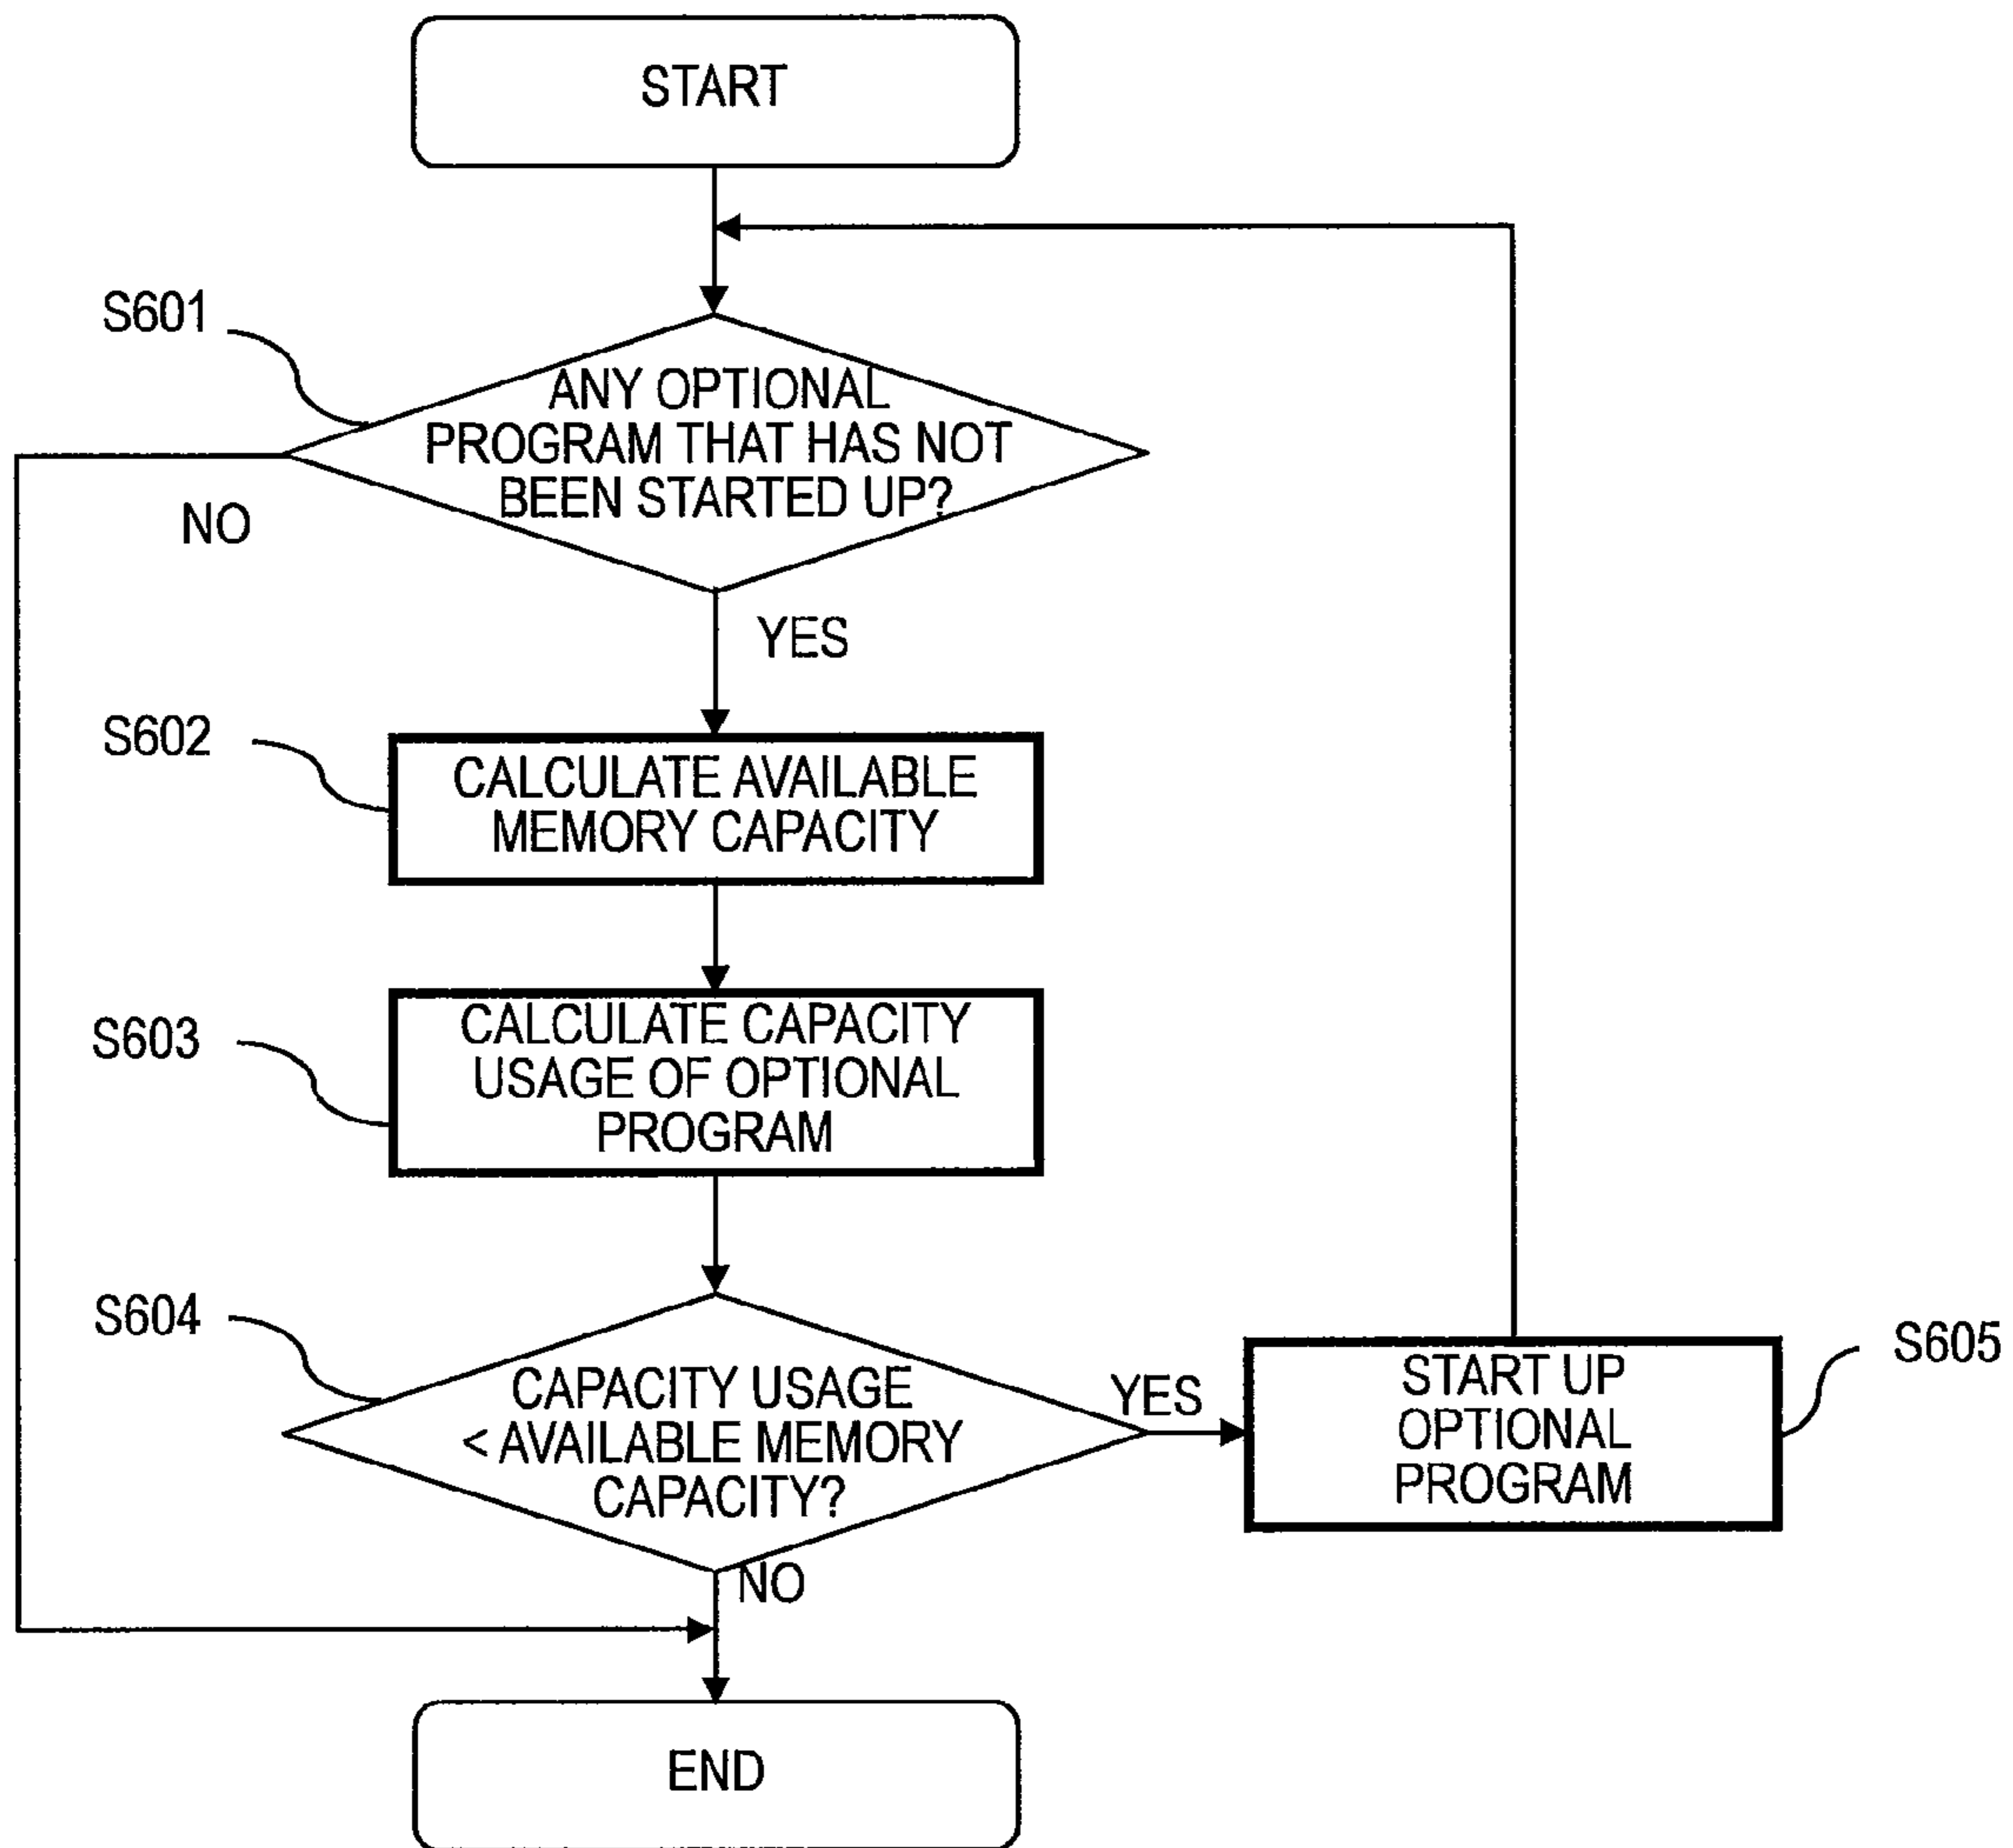 START
S601
ANY OPTIONAL
PROGRAM THAT HAS NOT
BEEN STARTED UP?
NO
YES
S602
CALCULATE AVAILABLE
MEMORY CAPACITY
S603
CALCULATE CAPACITY
USAGE OF OPTIONAL
PROGRAM
S604
CAPACITY USAGE
< AVAILABLE MEMORY
CAPACITY?
YES
S605
START UP
OPTIONAL
PROGRAM
NO
END